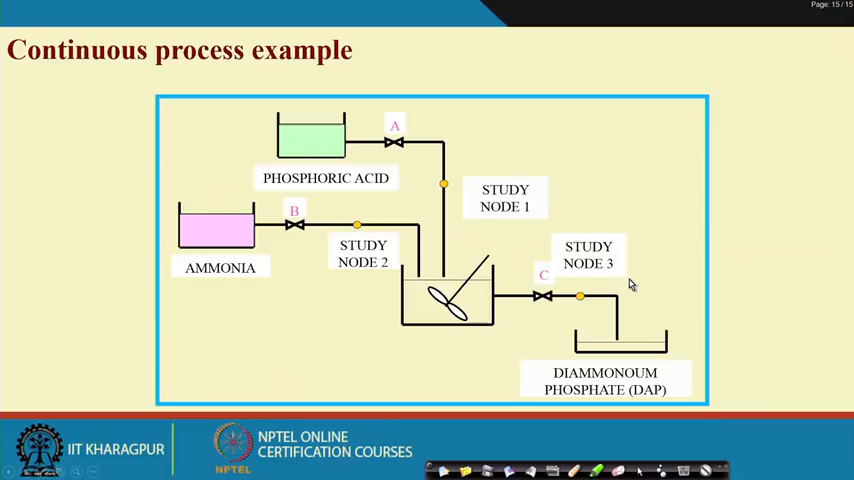 Page: 15 / 15
Continuous process example
A
PHOSPHORIC ACID
STUDY
NODE 1
B
STUDY
NODE 2
AMMONIA
STUDY
NODE 3
C
DIAMMONOUM
PHOSPHATE (DAP)
IIT KHARAGPUR
NPTEL
NPTEL ONLINE
CERTIFICATION COURSES